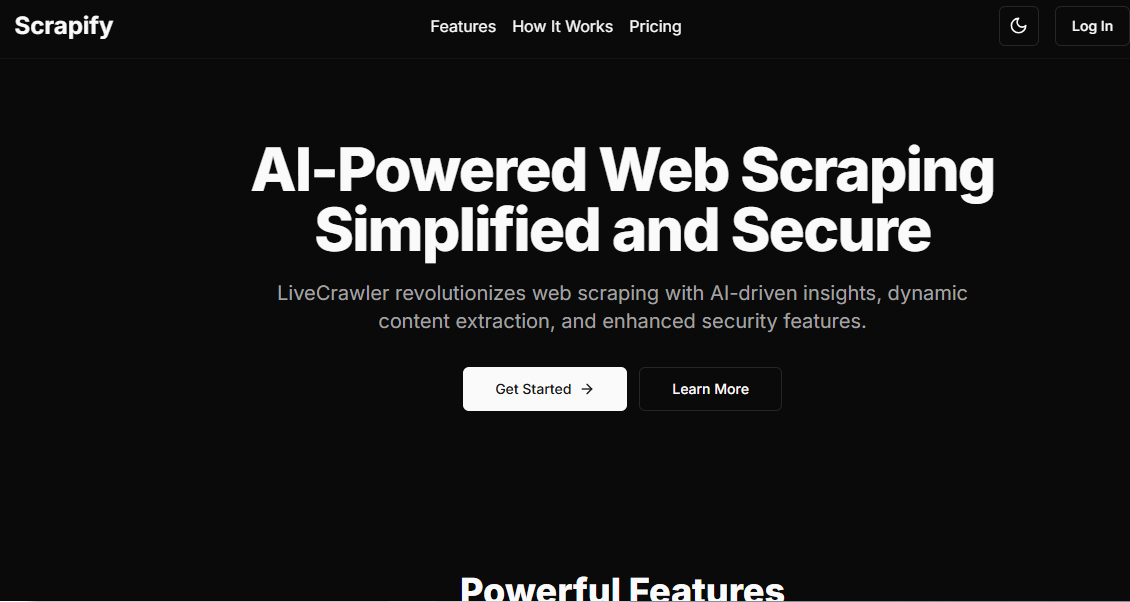 Scrapify
Features How It Works Pricing
Log In
AI-Powered Web Scraping
Simplified and Secure
LiveCrawler revolutionizes web scraping with AI-driven insights, dynamic
content extraction, and enhanced security features.
Get Started →
Learn More
Powerful Features